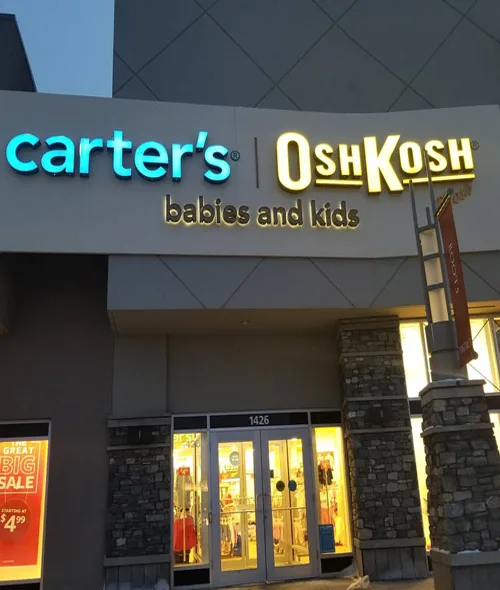 carter's® | OSHKOSH®
babies and kids
1426
THE
GREAT
BIG
SALE
STARTING AT
$4.99